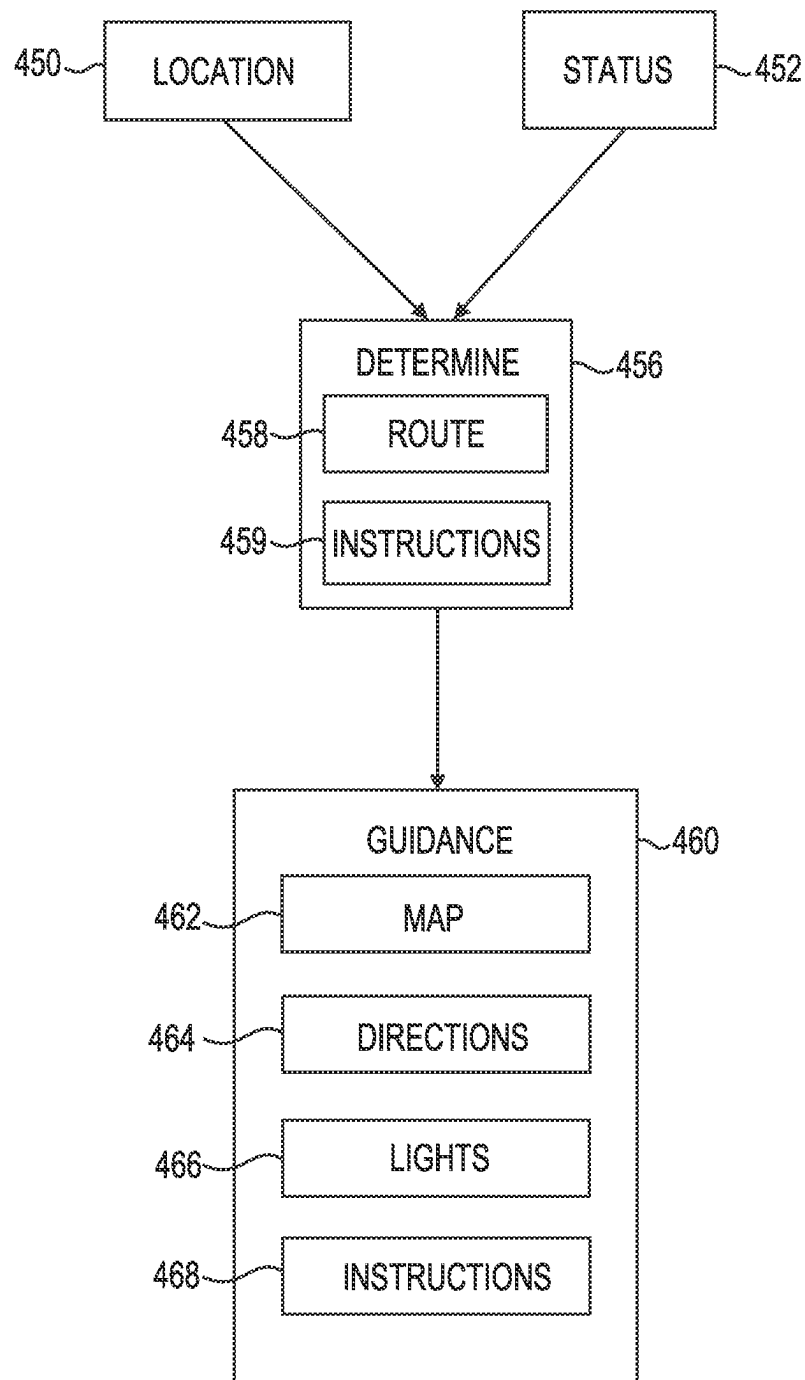 450 LOCATION
STATUS 452
DETERMINE 456
458 ROUTE
459 INSTRUCTIONS
GUIDANCE 460
462 MAP
464 DIRECTIONS
466 LIGHTS
468 INSTRUCTIONS